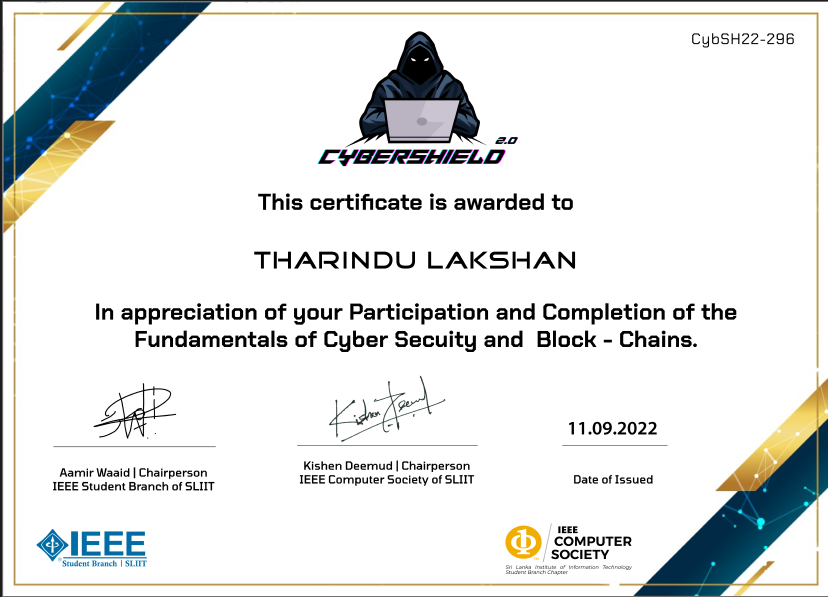 CybSH22-296
2.0
CYBERSHIELD
This certificate is awarded to
THARINDU LAKSHAN
In appreciation of your Participation and Completion of the
Fundamentals of Cyber Secuity and Block - Chains.
Kishen Deemud
11.09.2022
Aamir Waaid | Chairperson
IEEE Student Branch of SLIIT
Kishen Deemud | Chairperson
IEEE Computer Society of SLIIT
Date of Issued
IEEE
Student Branch | SLIIT
IEEE
COMPUTER
SOCIETY
Sri Lanka Institute of Information Technology
Student Branch Chapter